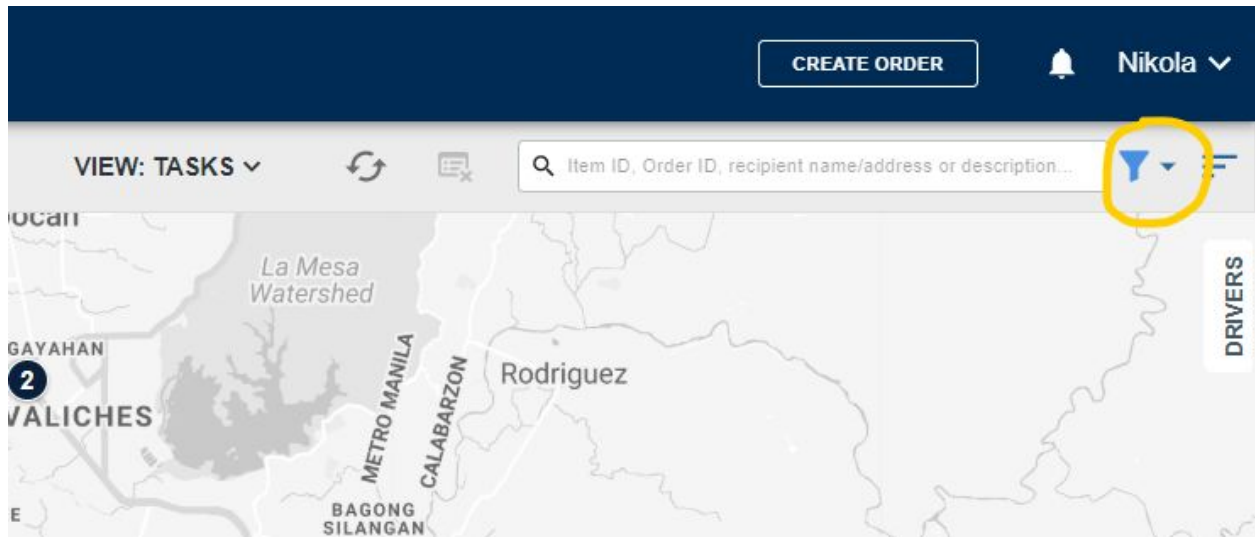 CREATE ORDER
Nikola
VIEW: TASKS
Item ID, Order ID, recipient name/address or description...
La Mesa
Watershed
DRIVERS
GAYAHAN
2
VALICHES
METRO MANILA
CALABARZON
Rodriguez
E
BAGONG
SILANGAN